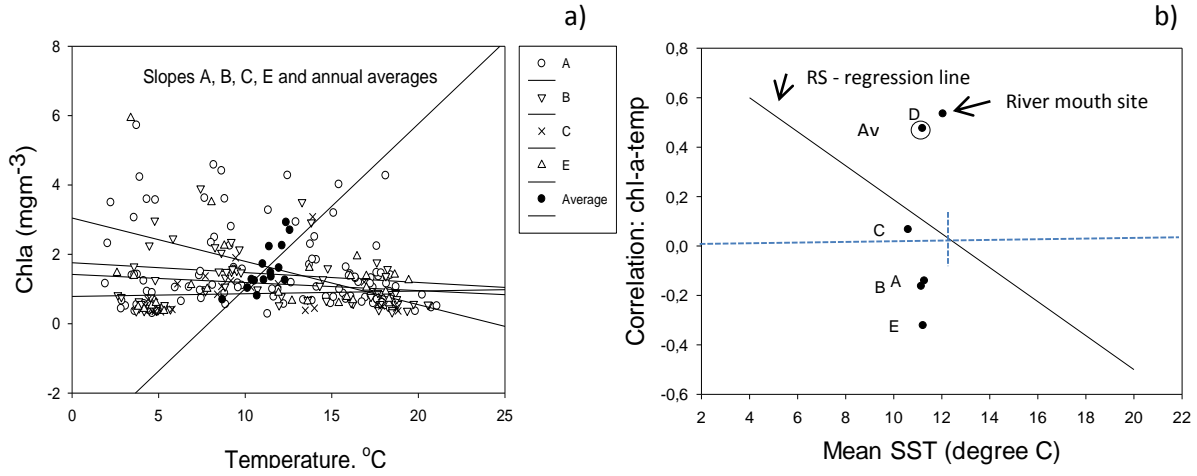 a)
Slopes A, B, C, E and annual averages
8
6
4
2
0
-2
0 5 10 15 20 25
Chla (mgm-3)
Temperature, oC
A
B
C
E
Average
b)
0,8
0,6
0,4
0,2
0,0
-0,2
-0,4
-0,6
2 4 6 8 10 12 14 16 18 20 22
Correlation: chl-a-temp
Mean SST (degree C)
RS - regression line
River mouth site
D
Av
C
A
B
E